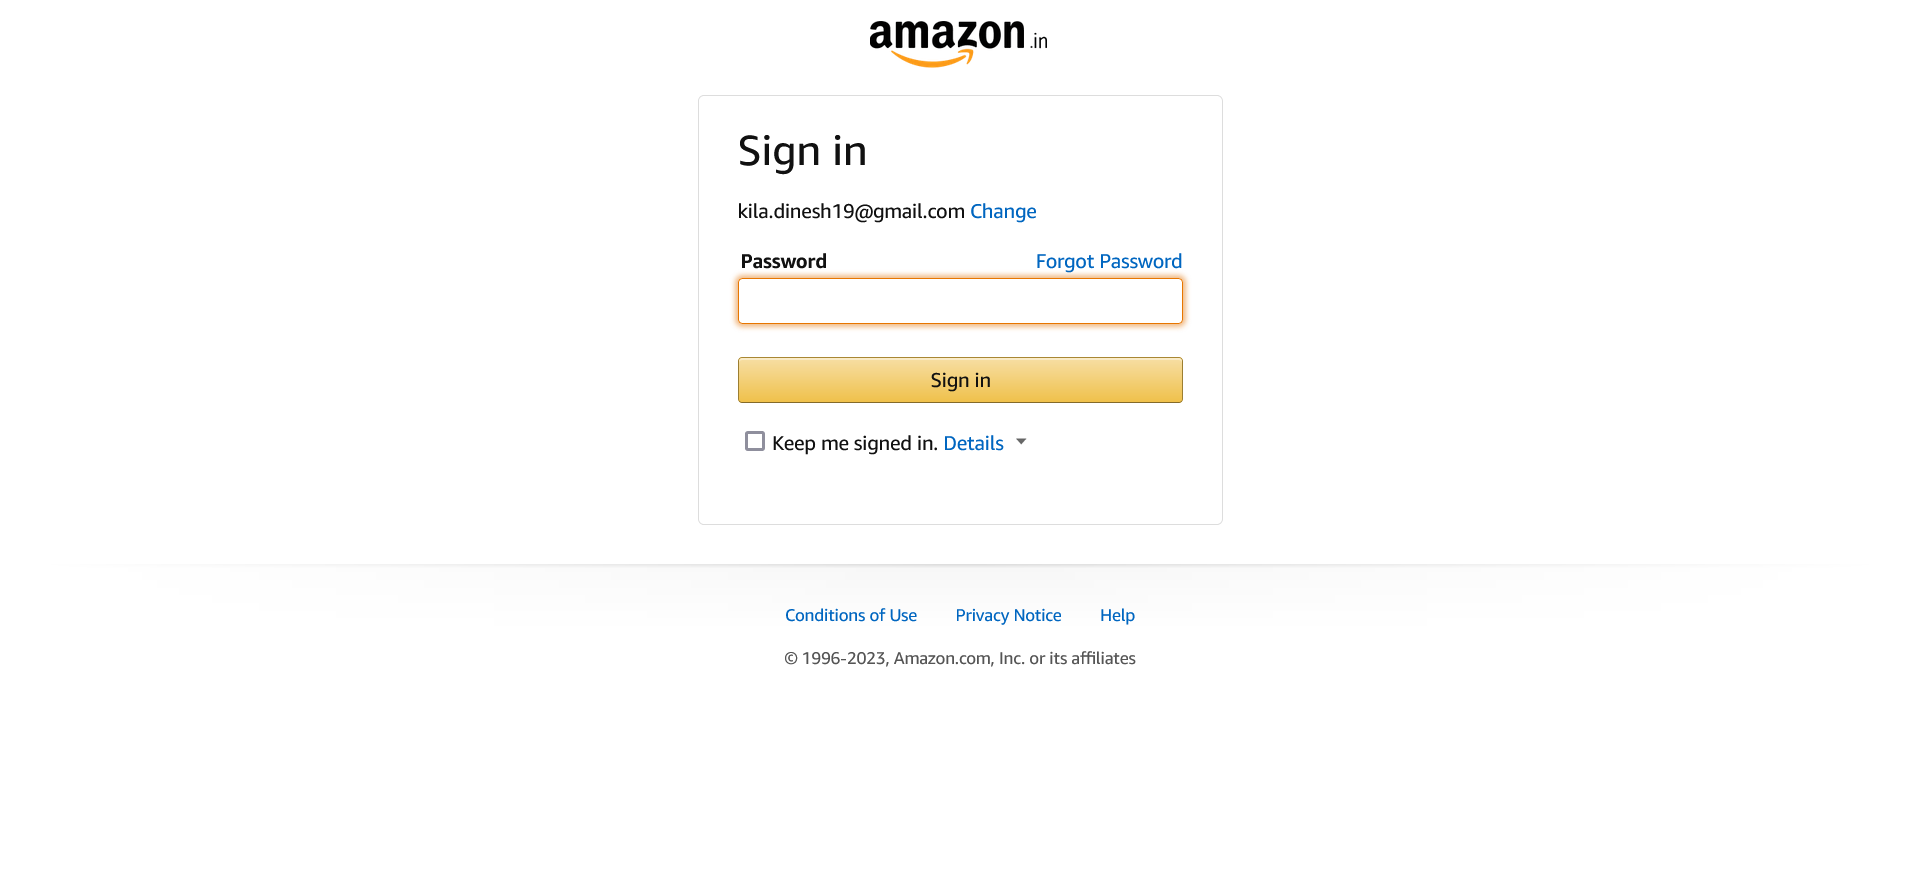 amazon.in
Sign in
kila.dinesh19@gmail.com Change
Password Forgot Password
Sign in
Keep me signed in. Details
Conditions of Use Privacy Notice Help
© 1996-2023, Amazon.com, Inc. or its affiliates